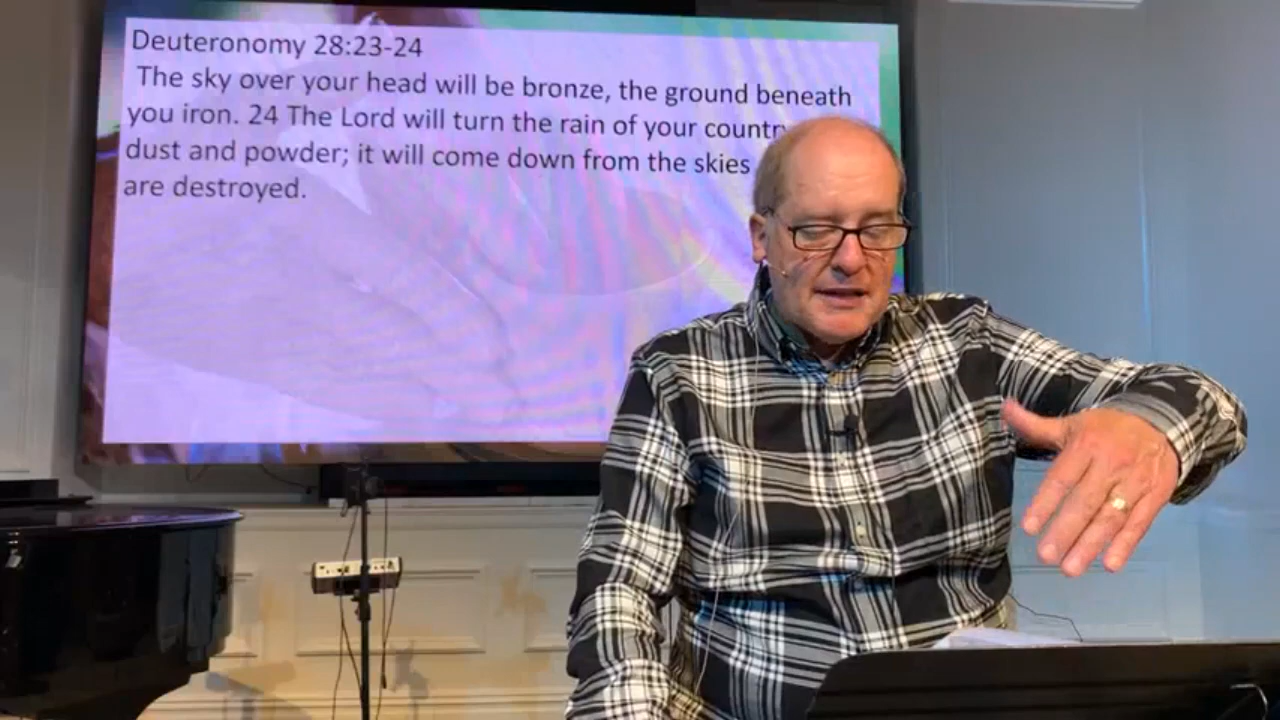 Deuteronomy 28:23-24
The sky over your head will be bronze, the ground beneath
you iron. 24 The Lord will turn the rain of your
dust and powder; it will come down from the skies
are destroyed.